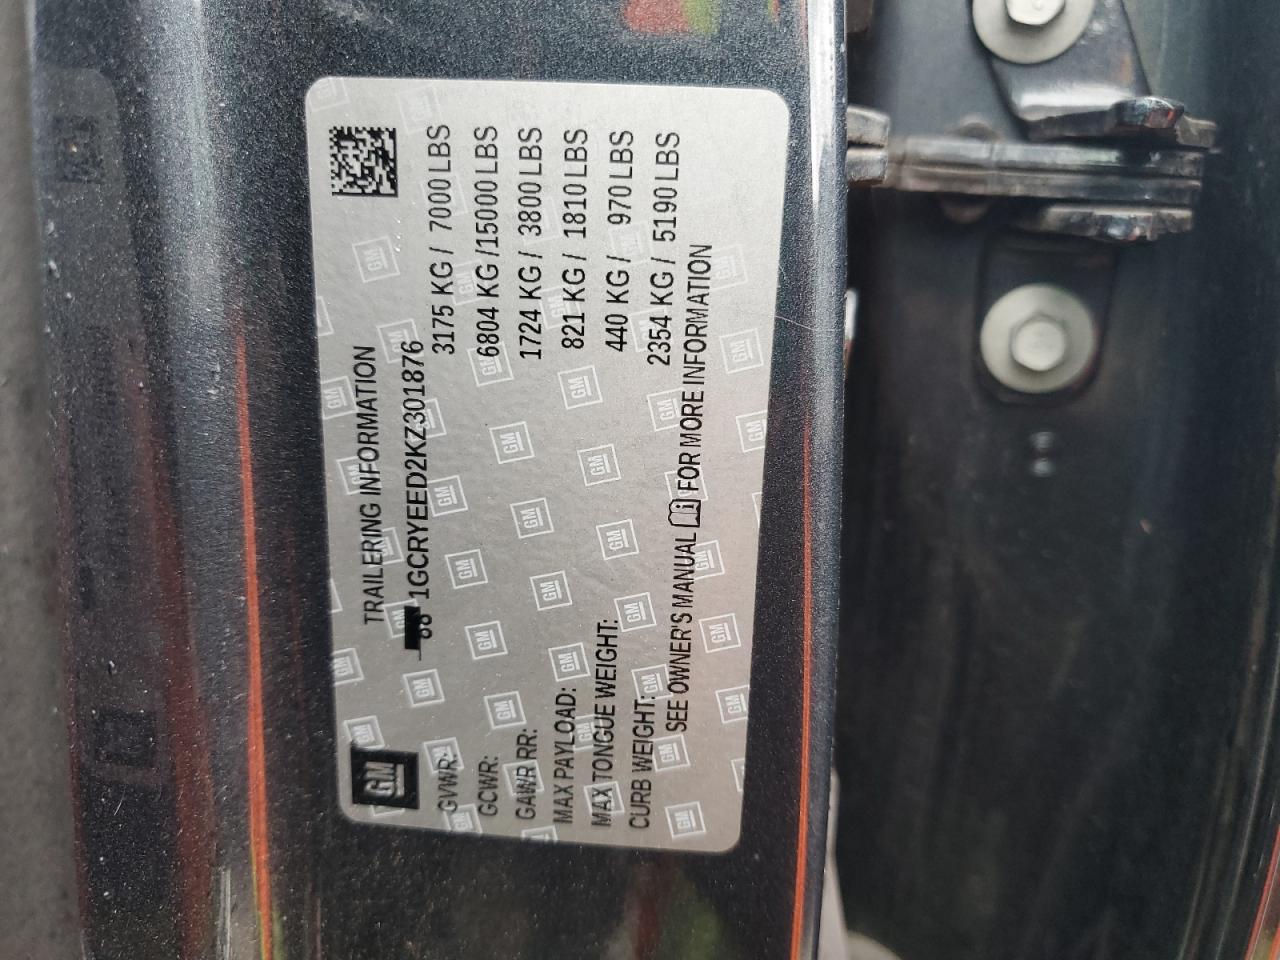 GM
TRAILERING INFORMATION
1GCRYEED2KZ301876
GVWR: 3175 KG / 7000 LBS
GCWR: 6804 KG /15000 LBS
GAWR RR: 1724 KG / 3800 LBS
MAX PAYLOAD: 821 KG / 1810 LBS
MAX TONGUE WEIGHT: 440 KG / 970 LBS
CURB WEIGHT: 2354 KG / 5190 LBS
SEE OWNER'S MANUAL FOR MORE INFORMATION